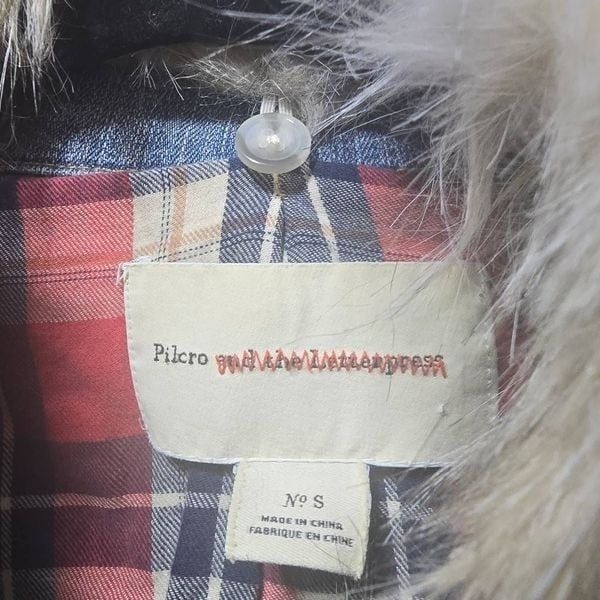 Pilcro and the Letterpress
Nº S
MADE IN CHINA
FABRIQUE EN CHINE